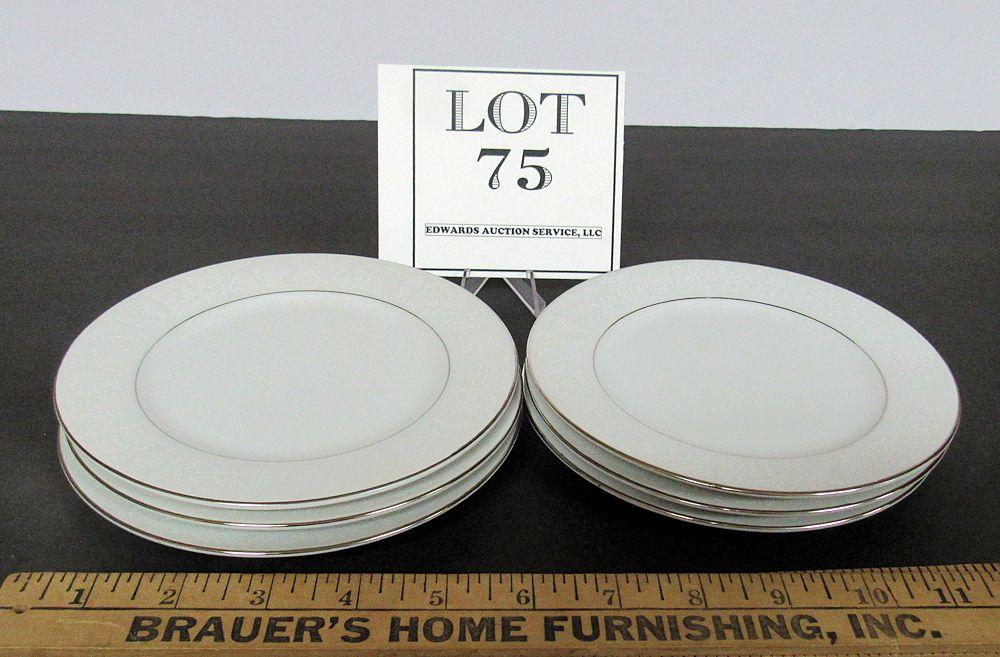 LOT
75
EDWARDS AUCTION SERVICE, LLC
1 2 3 4 5 6 7 8 9 10 11
BRAUER'S HOME FURNISHING, INC.